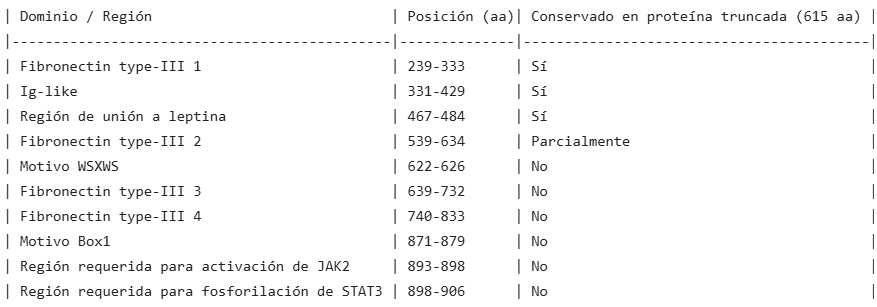 | Dominio / Región                             | Posición (aa)| Conservado en proteína truncada (615 aa) |
|----------------------------------------------|--------------|------------------------------------------|
| Fibronectin type-III 1                       | 239-333      | Sí                                       |
| Ig-like                                      | 331-429      | Sí                                       |
| Región de unión a leptina                    | 467-484      | Sí                                       |
| Fibronectin type-III 2                       | 539-634      | Parcialmente                             |
| Motivo WSXWS                                 | 622-626      | No                                       |
| Fibronectin type-III 3                       | 639-732      | No                                       |
| Fibronectin type-III 4                       | 740-833      | No                                       |
| Motivo Box1                                  | 871-879      | No                                       |
| Región requerida para activación de JAK2     | 893-898      | No                                       |
| Región requerida para fosforilación de STAT3 | 898-906      | No                                       |